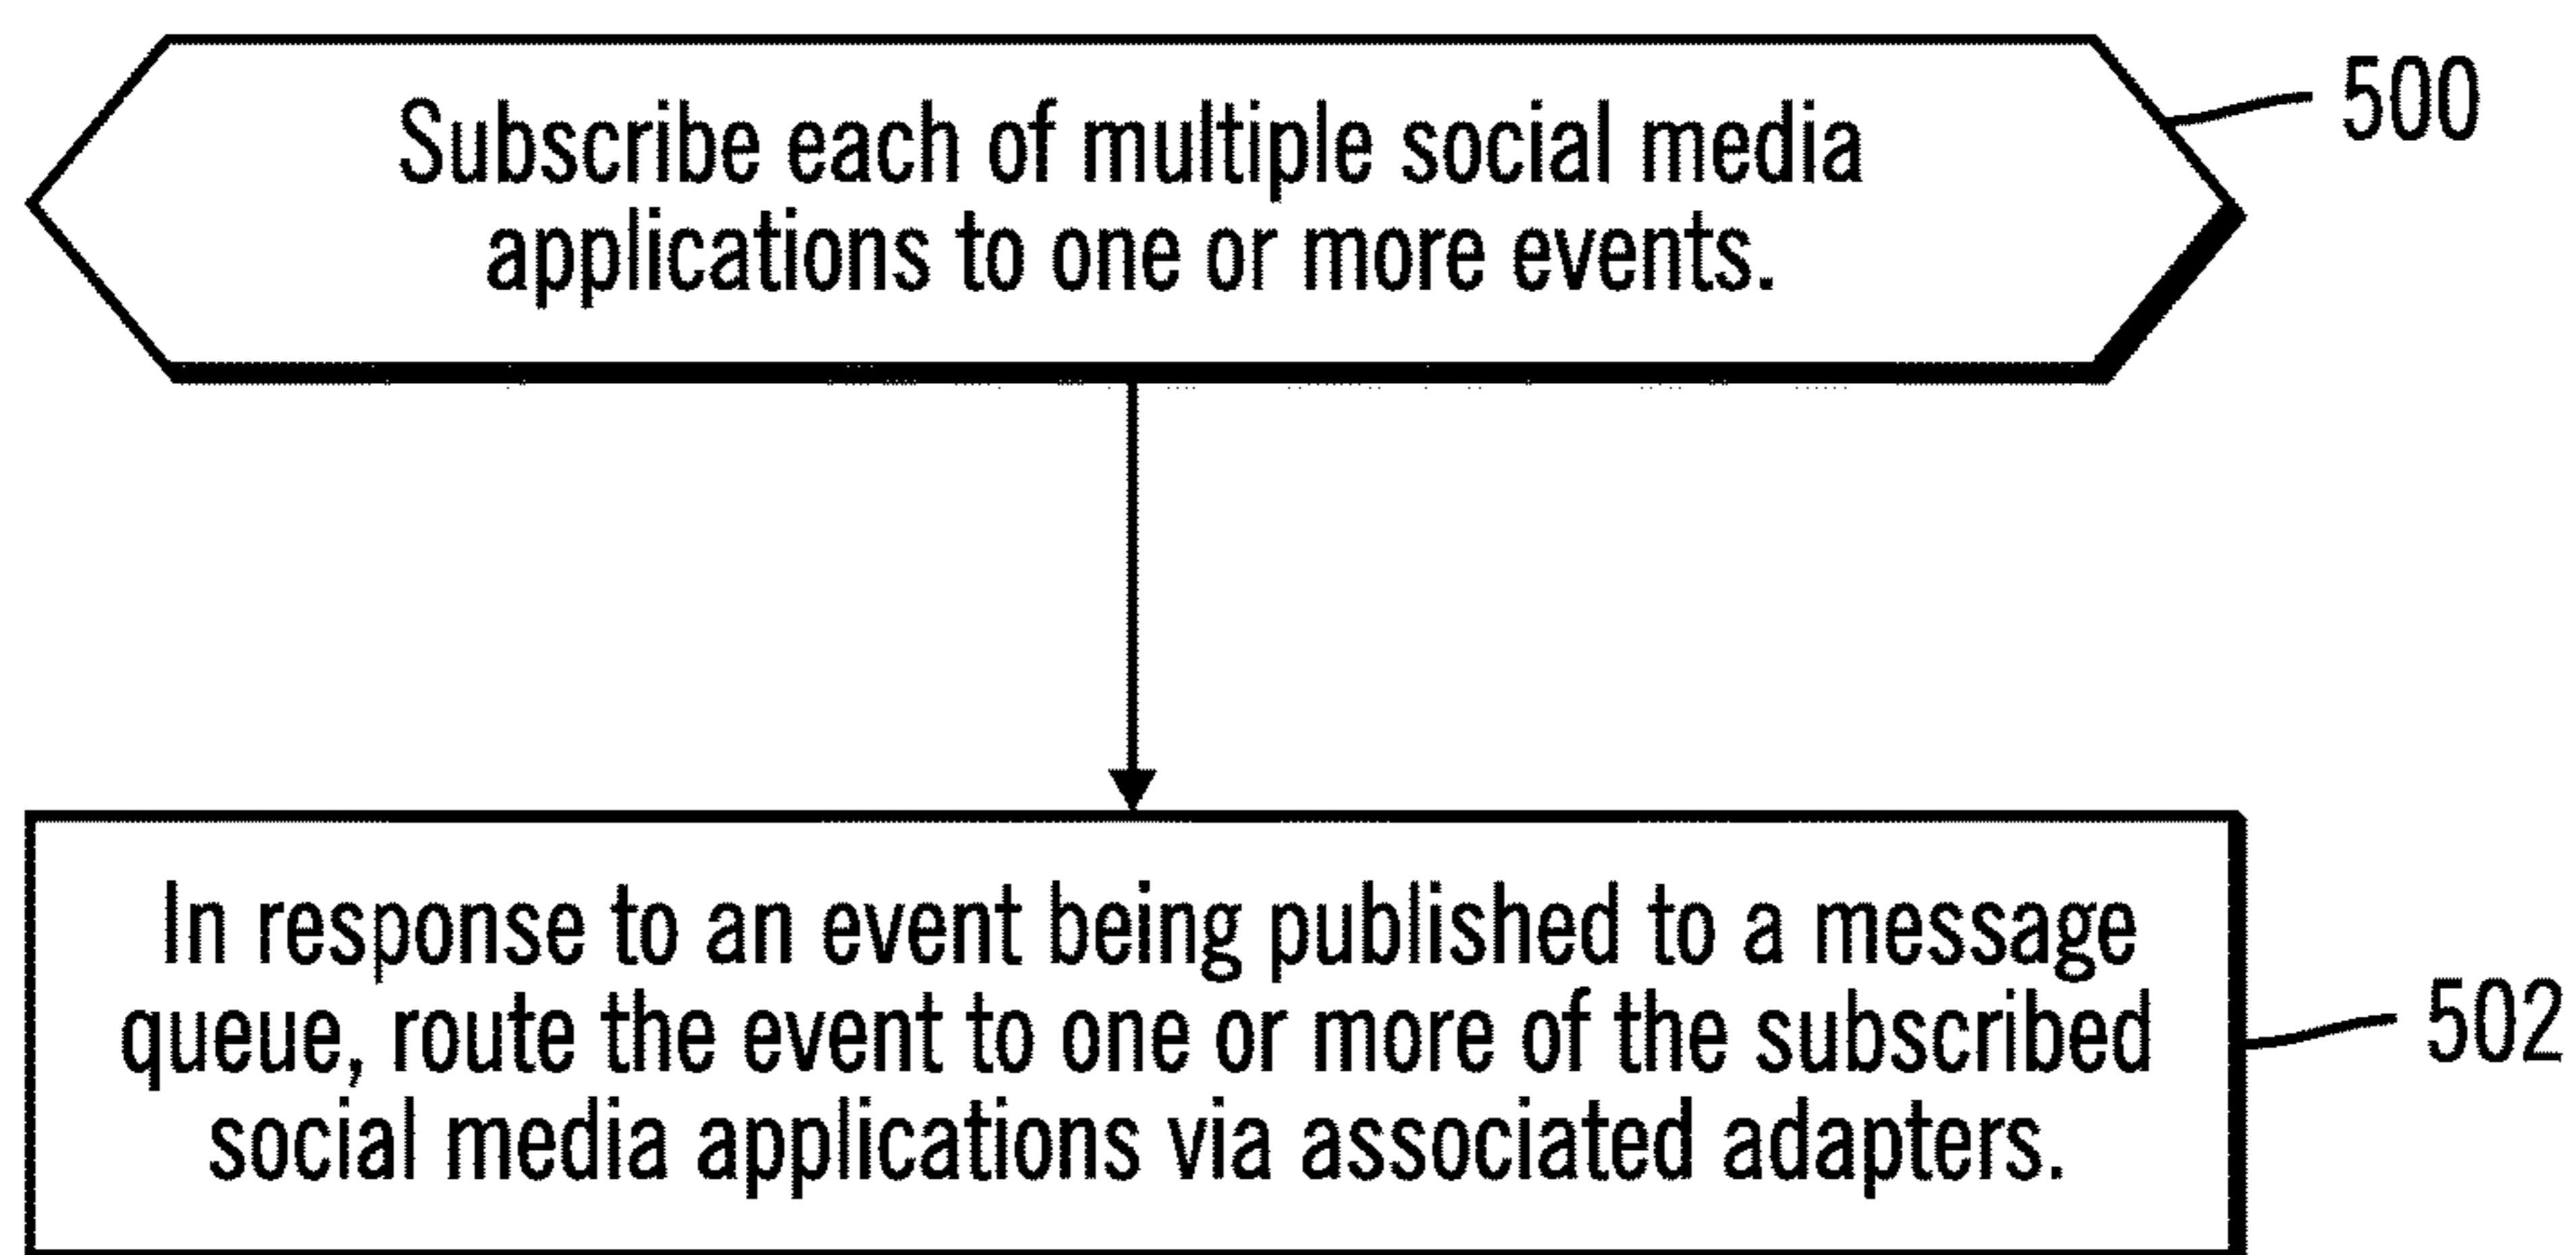 Subscribe each of multiple social media
applications to one or more events.
500
In response to an event being published to a message
queue, route the event to one or more of the subscribed
social media applications via associated adapters.
502